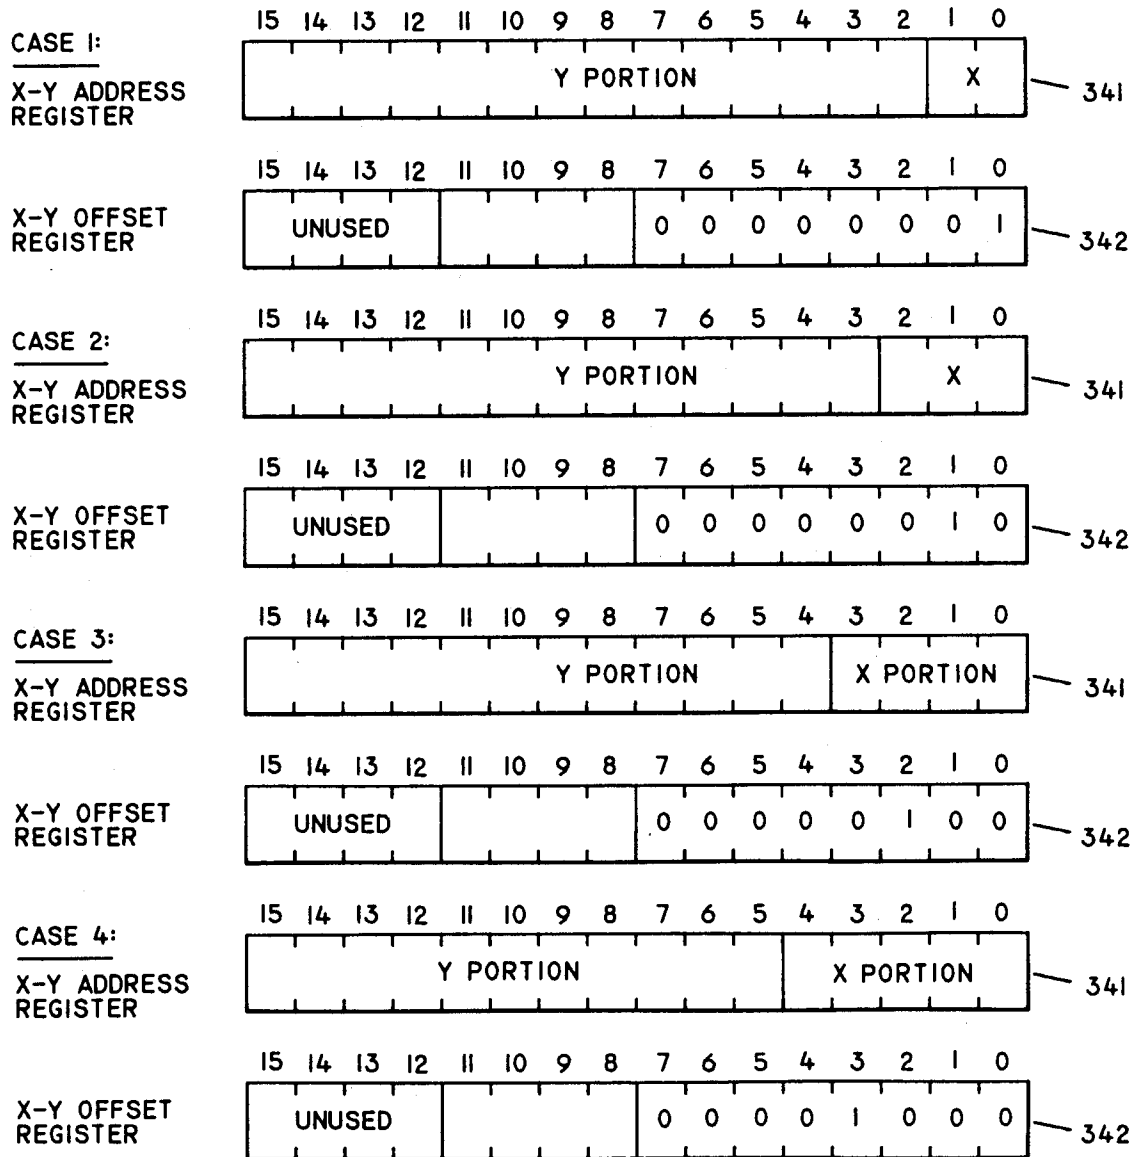 15 14 13 12 11 10 9 8 7 6 5 4 3 2 1 0
CASE 1:
X-Y ADDRESS
REGISTER
Y PORTION X
341
15 14 13 12 11 10 9 8 7 6 5 4 3 2 1 0
X-Y OFFSET
REGISTER
UNUSED 0 0 0 0 0 0 0 1
342
15 14 13 12 11 10 9 8 7 6 5 4 3 2 1 0
CASE 2:
X-Y ADDRESS
REGISTER
Y PORTION X
341
15 14 13 12 11 10 9 8 7 6 5 4 3 2 1 0
X-Y OFFSET
REGISTER
UNUSED 0 0 0 0 0 0 1 0
342
15 14 13 12 11 10 9 8 7 6 5 4 3 2 1 0
CASE 3:
X-Y ADDRESS
REGISTER
Y PORTION X PORTION
341
15 14 13 12 11 10 9 8 7 6 5 4 3 2 1 0
X-Y OFFSET
REGISTER
UNUSED 0 0 0 0 0 1 0 0
342
15 14 13 12 11 10 9 8 7 6 5 4 3 2 1 0
CASE 4:
X-Y ADDRESS
REGISTER
Y PORTION X PORTION
341
15 14 13 12 11 10 9 8 7 6 5 4 3 2 1 0
X-Y OFFSET
REGISTER
UNUSED 0 0 0 0 1 0 0 0
342